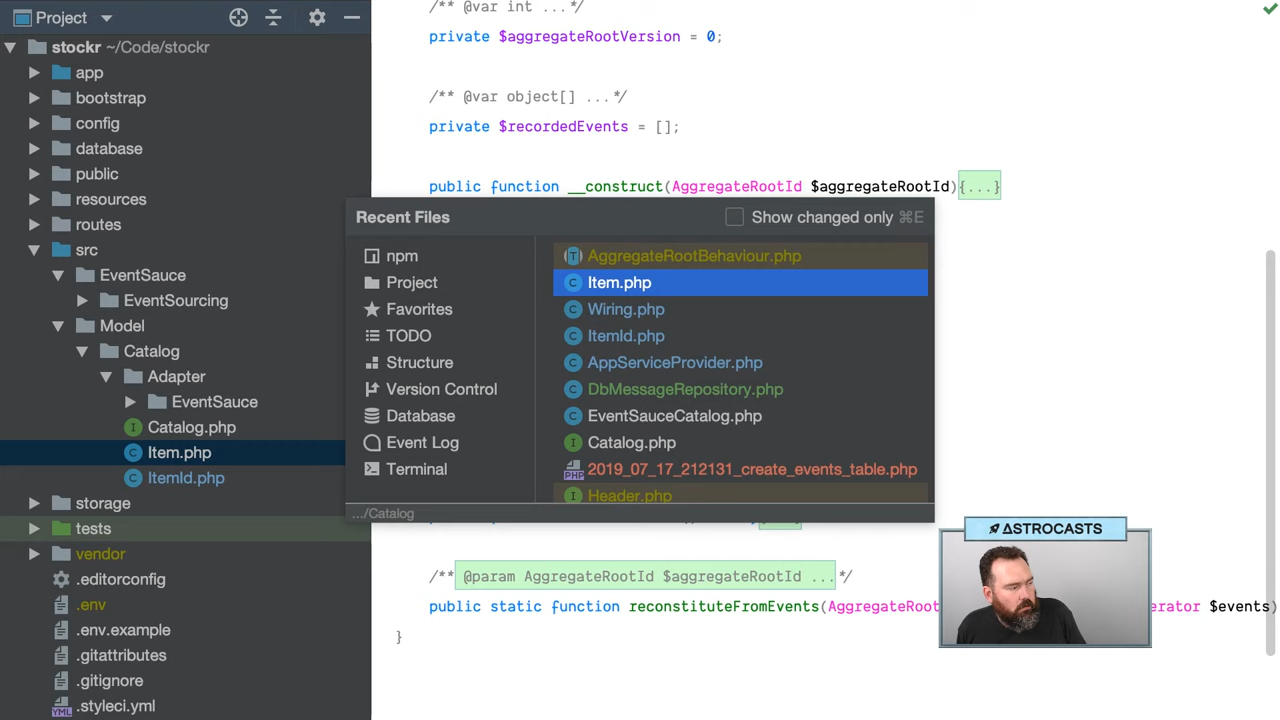 Project
stockr ~/Code/stockr
app
bootstrap
config
database
public
resources
routes
src
EventSauce
EventSourcing
Model
Catalog
Adapter
EventSauce
Catalog.php
Item.php
ItemId.php
storage
tests
vendor
.editorconfig
.env
.env.example
.gitattributes
.gitignore
.styleci.yml
/** @var int ...*/
private $aggregateRootVersion = 0;
/** @var object[] ...*/
private $recordedEvents = [];
public function __construct(AggregateRootId $aggregateRootId){...}
Recent Files
Show changed only ⌘E
npm
Project
Favorites
TODO
Structure
Version Control
Database
Event Log
Terminal
AggregateRootBehaviour.php
Item.php
Wiring.php
ItemId.php
AppServiceProvider.php
DbMessageRepository.php
EventSauceCatalog.php
Catalog.php
2019_07_17_212131_create_events_table.php
Header.php
.../Catalog
/** @param AggregateRootId $aggregateRootId ...*/
public static function reconstituteFromEvents(AggregateRoot erator $events)
}
ASTROCASTS